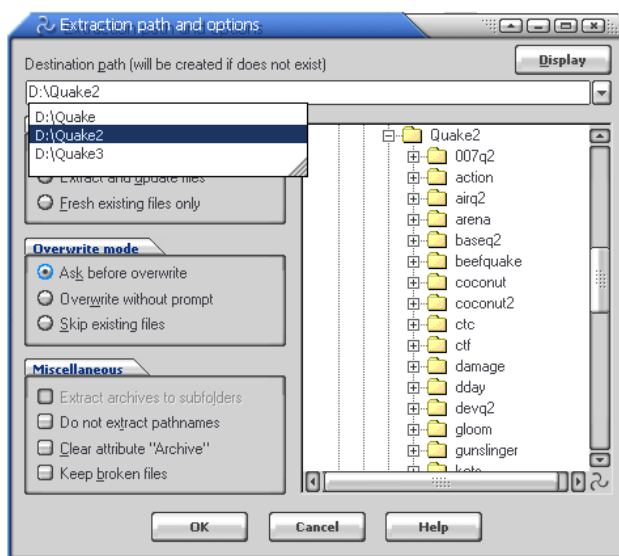 Extraction path and options
Destination path (will be created if does not exist)
Display
D:\Quake2
D:\Quake
D:\Quake2
D:\Quake3
Extract and update files
Fresh existing files only
Overwrite mode
Ask before overwrite
Overwrite without prompt
Skip existing files
Miscellaneous
Extract archives to subfolders
Do not extract pathnames
Clear attribute "Archive"
Keep broken files
Quake2
007q2
action
airq2
arena
baseq2
beefquake
coconut
coconut2
ctc
ctf
damage
dday
devq2
gloom
gunslinger
OK
Cancel
Help